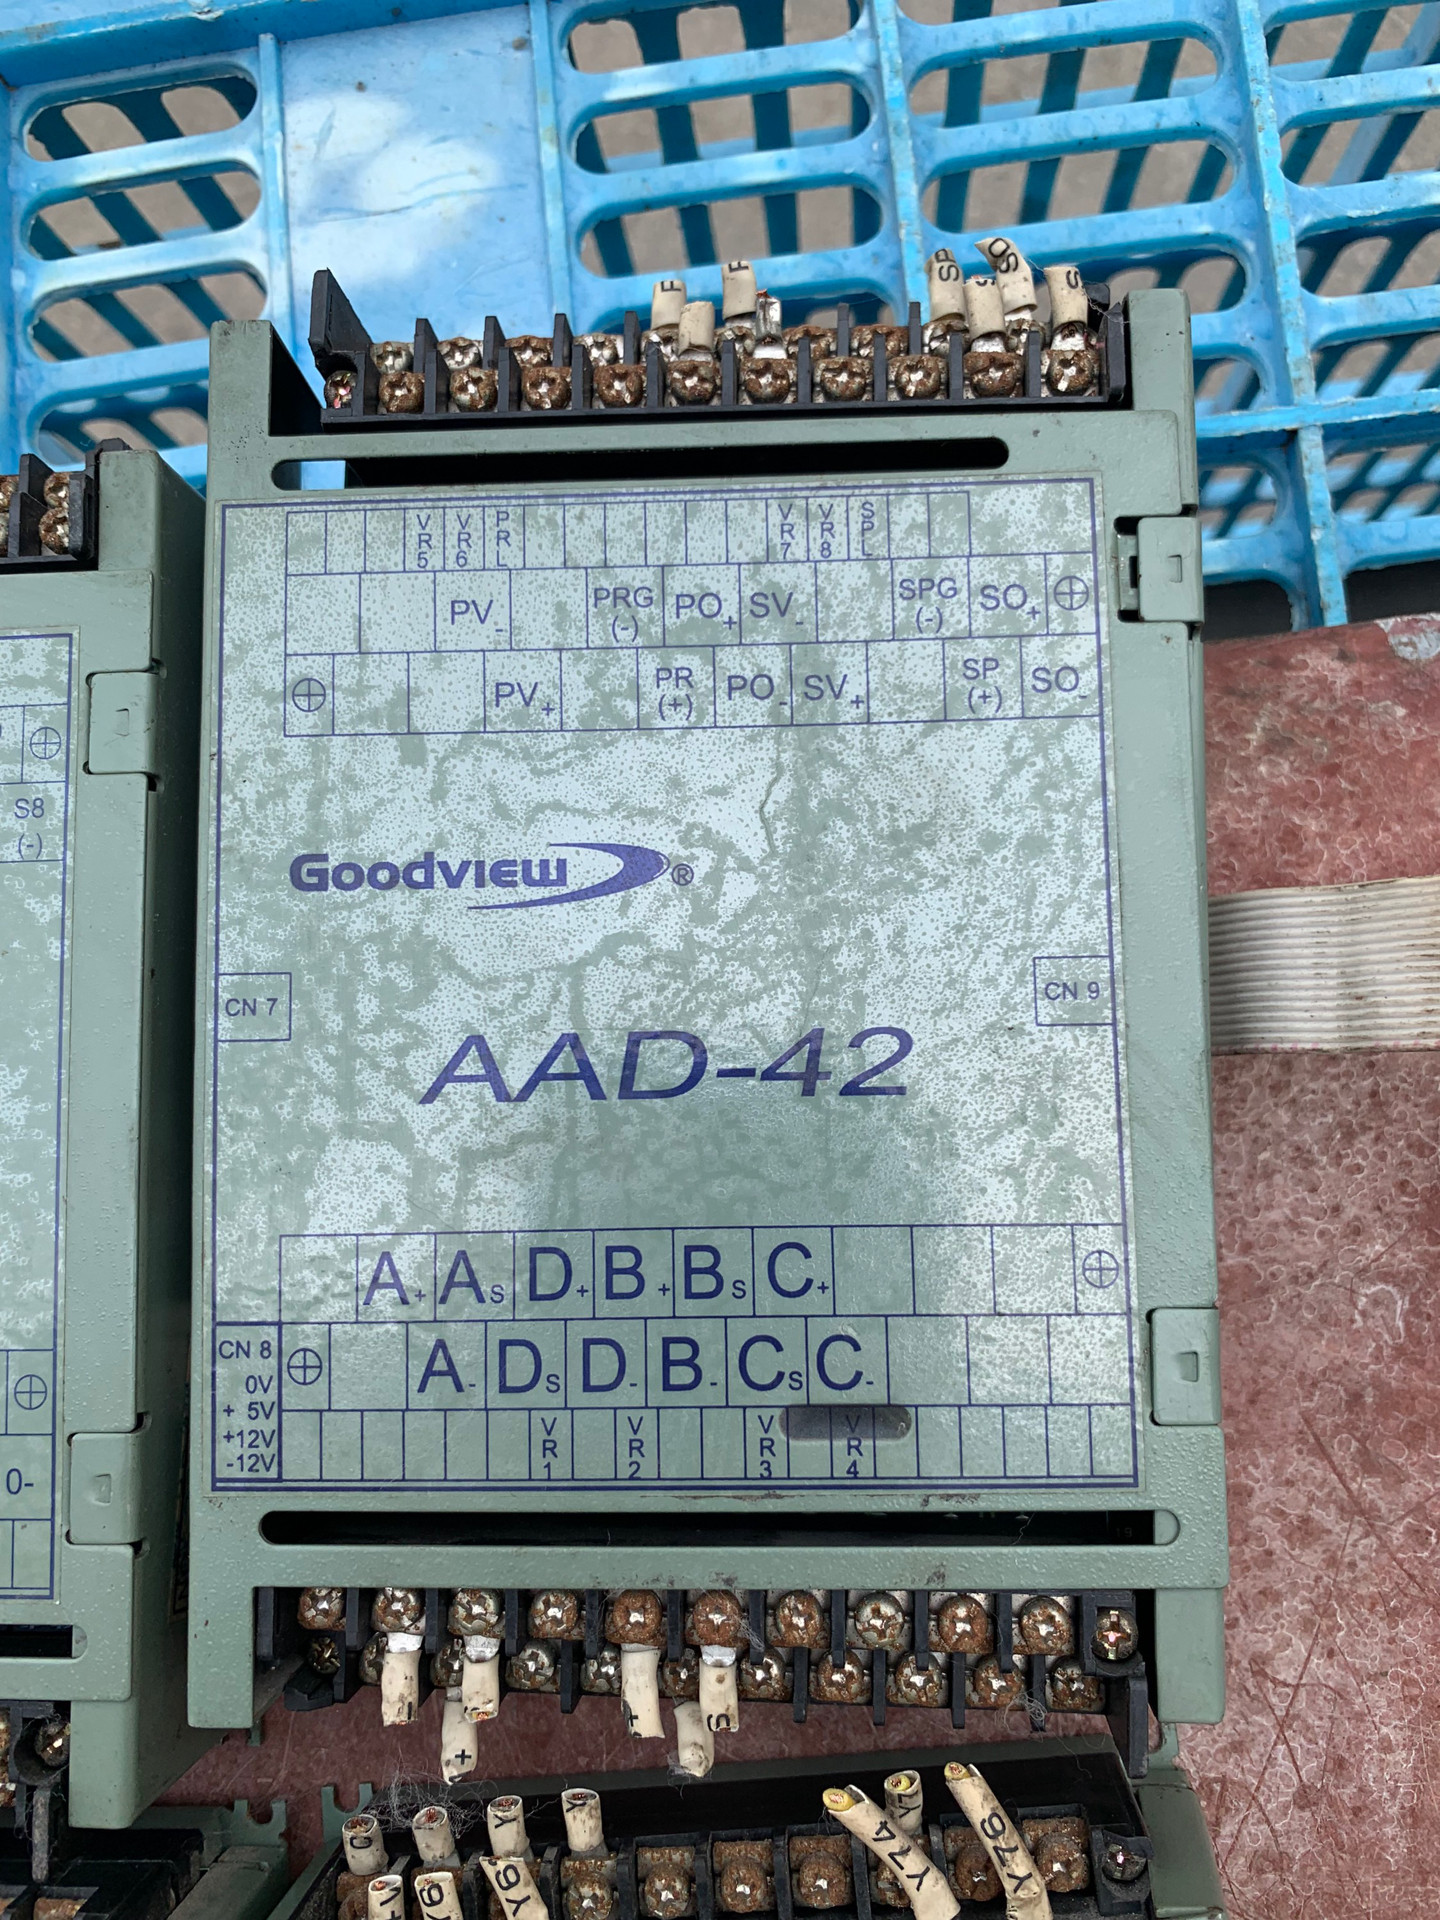 F F SP SO S
VR5 VR6 PRL VR7 VR8 SPL
PV- PRG(-) PO+ SV- SPG(-) SO+
PV+ PR(+) PO- SV+ SP(+) SO-
S8
(-)
Goodview®
CN 7 CN 9
AAD-42
A+ AS D+ B+ BS C+
CN 8 A- DS D- B- CS C-
0V
+ 5V
+12V
-12V
VR1 VR2 VR3 VR4
0-
- + S
+
Y Y
Y74 Y76